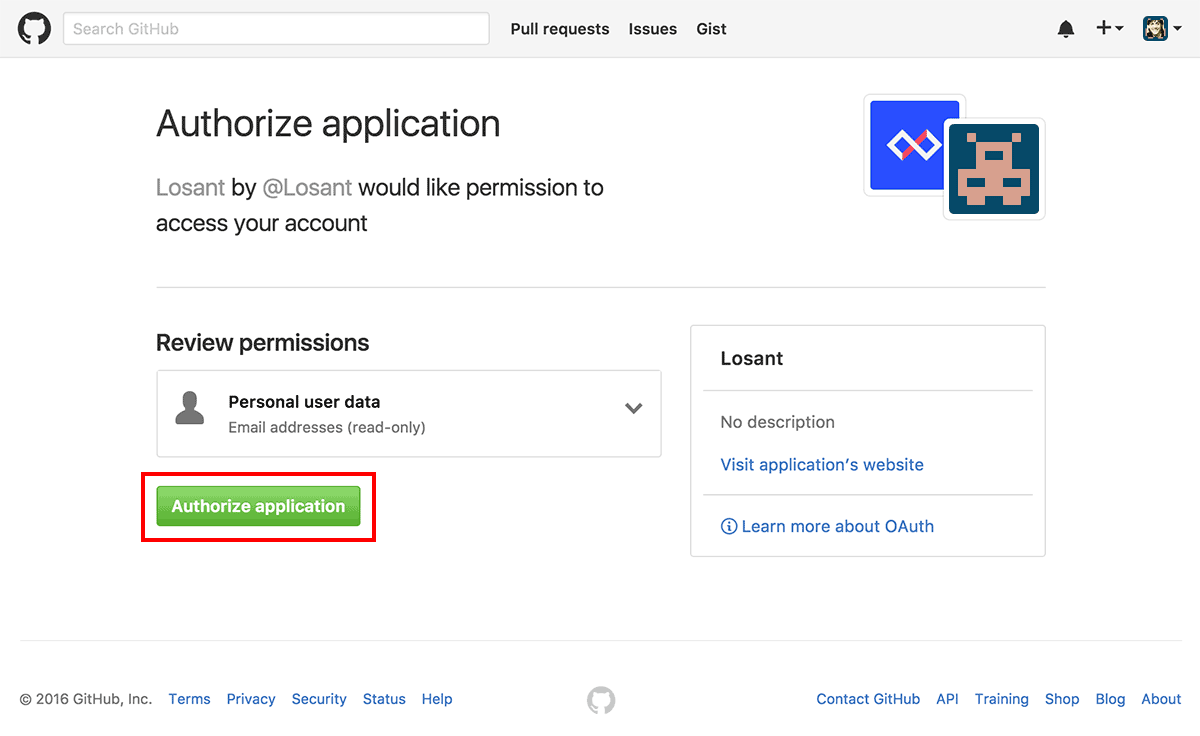 Search GitHub Pull requests Issues Gist
Authorize application
Losant by @Losant would like permission to
access your account
Review permissions
Personal user data
Email addresses (read-only)
Authorize application
Losant
No description
Visit application's website
Learn more about OAuth
© 2016 GitHub, Inc. Terms Privacy Security Status Help Contact GitHub API Training Shop Blog About